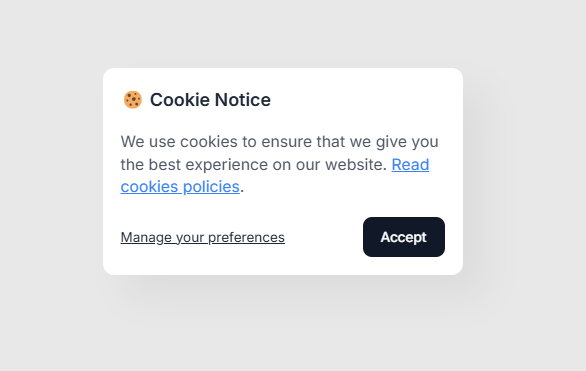 Cookie Notice
We use cookies to ensure that we give you
the best experience on our website. Read
cookies policies.
Manage your preferences
Accept